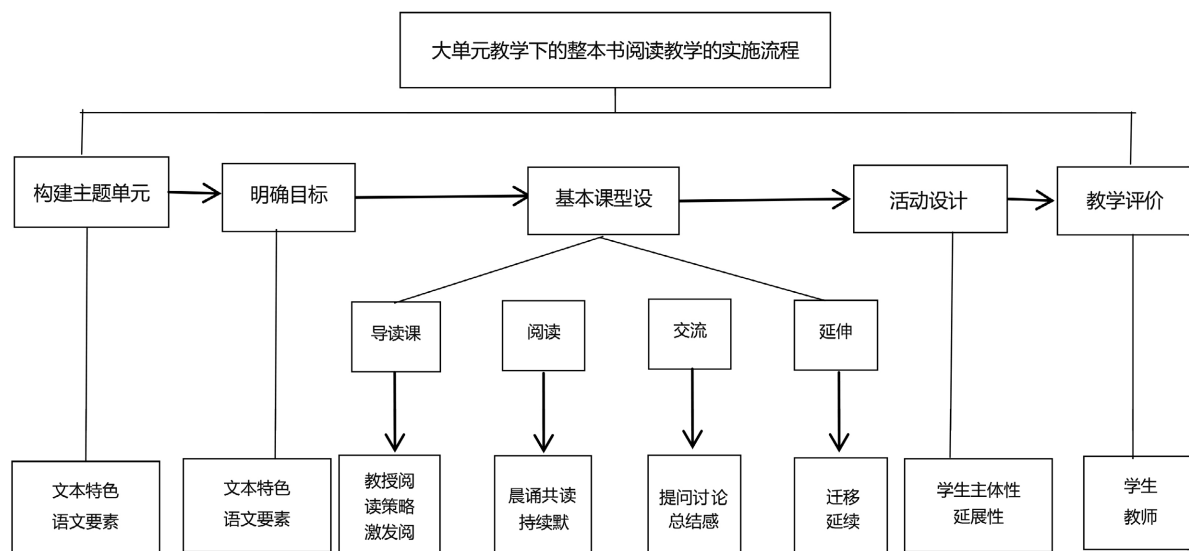 大单元教学下的整本书阅读教学的实施流程
构建主题单元
明确目标
基本课型设
活动设计
教学评价
导读课
阅读
交流
延伸
文本特色
语文要素
文本特色
语文要素
教授阅
读策略
激发阅
晨诵共读
持续默
提问讨论
总结感
迁移
延续
学生主体性
延展性
学生
教师